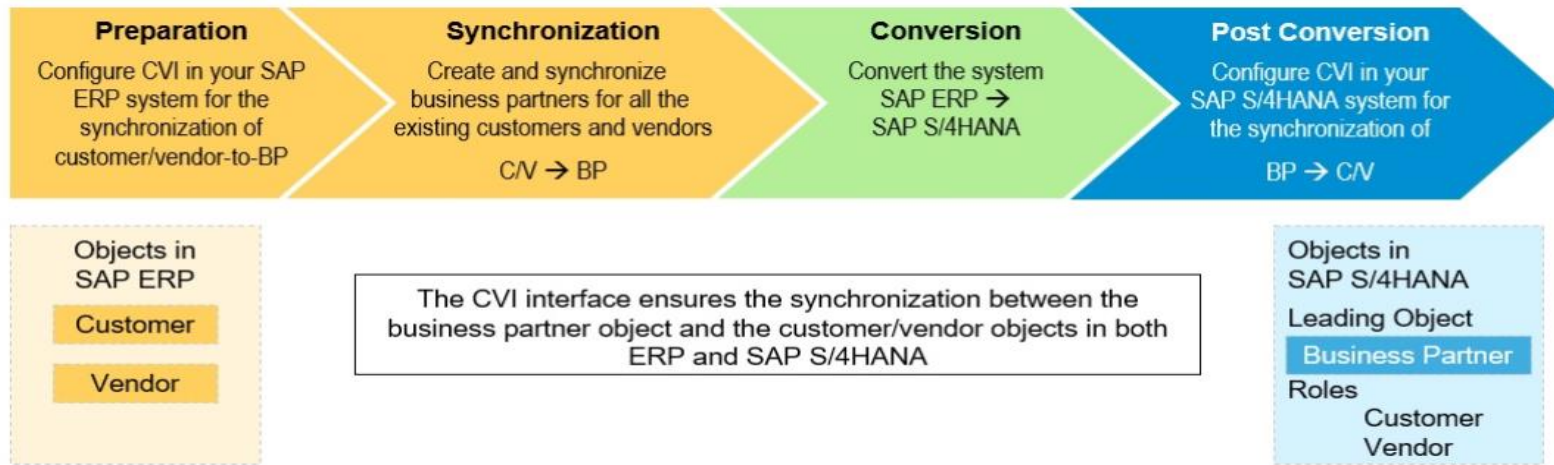 Preparation
Configure CVI in your SAP
ERP system for the
synchronization of
customer/vendor-to-BP
Synchronization
Create and synchronize
business partners for all the
existing customers and vendors
C/V → BP
Conversion
Convert the system
SAP ERP →
SAP S/4HANA
Post Conversion
Configure CVI in your
SAP S/4HANA system for
the synchronization of
BP → C/V
Objects in
SAP ERP
Customer
Vendor
The CVI interface ensures the synchronization between the
business partner object and the customer/vendor objects in both
ERP and SAP S/4HANA
Objects in
SAP S/4HANA
Leading Object
Business Partner
Roles
Customer
Vendor